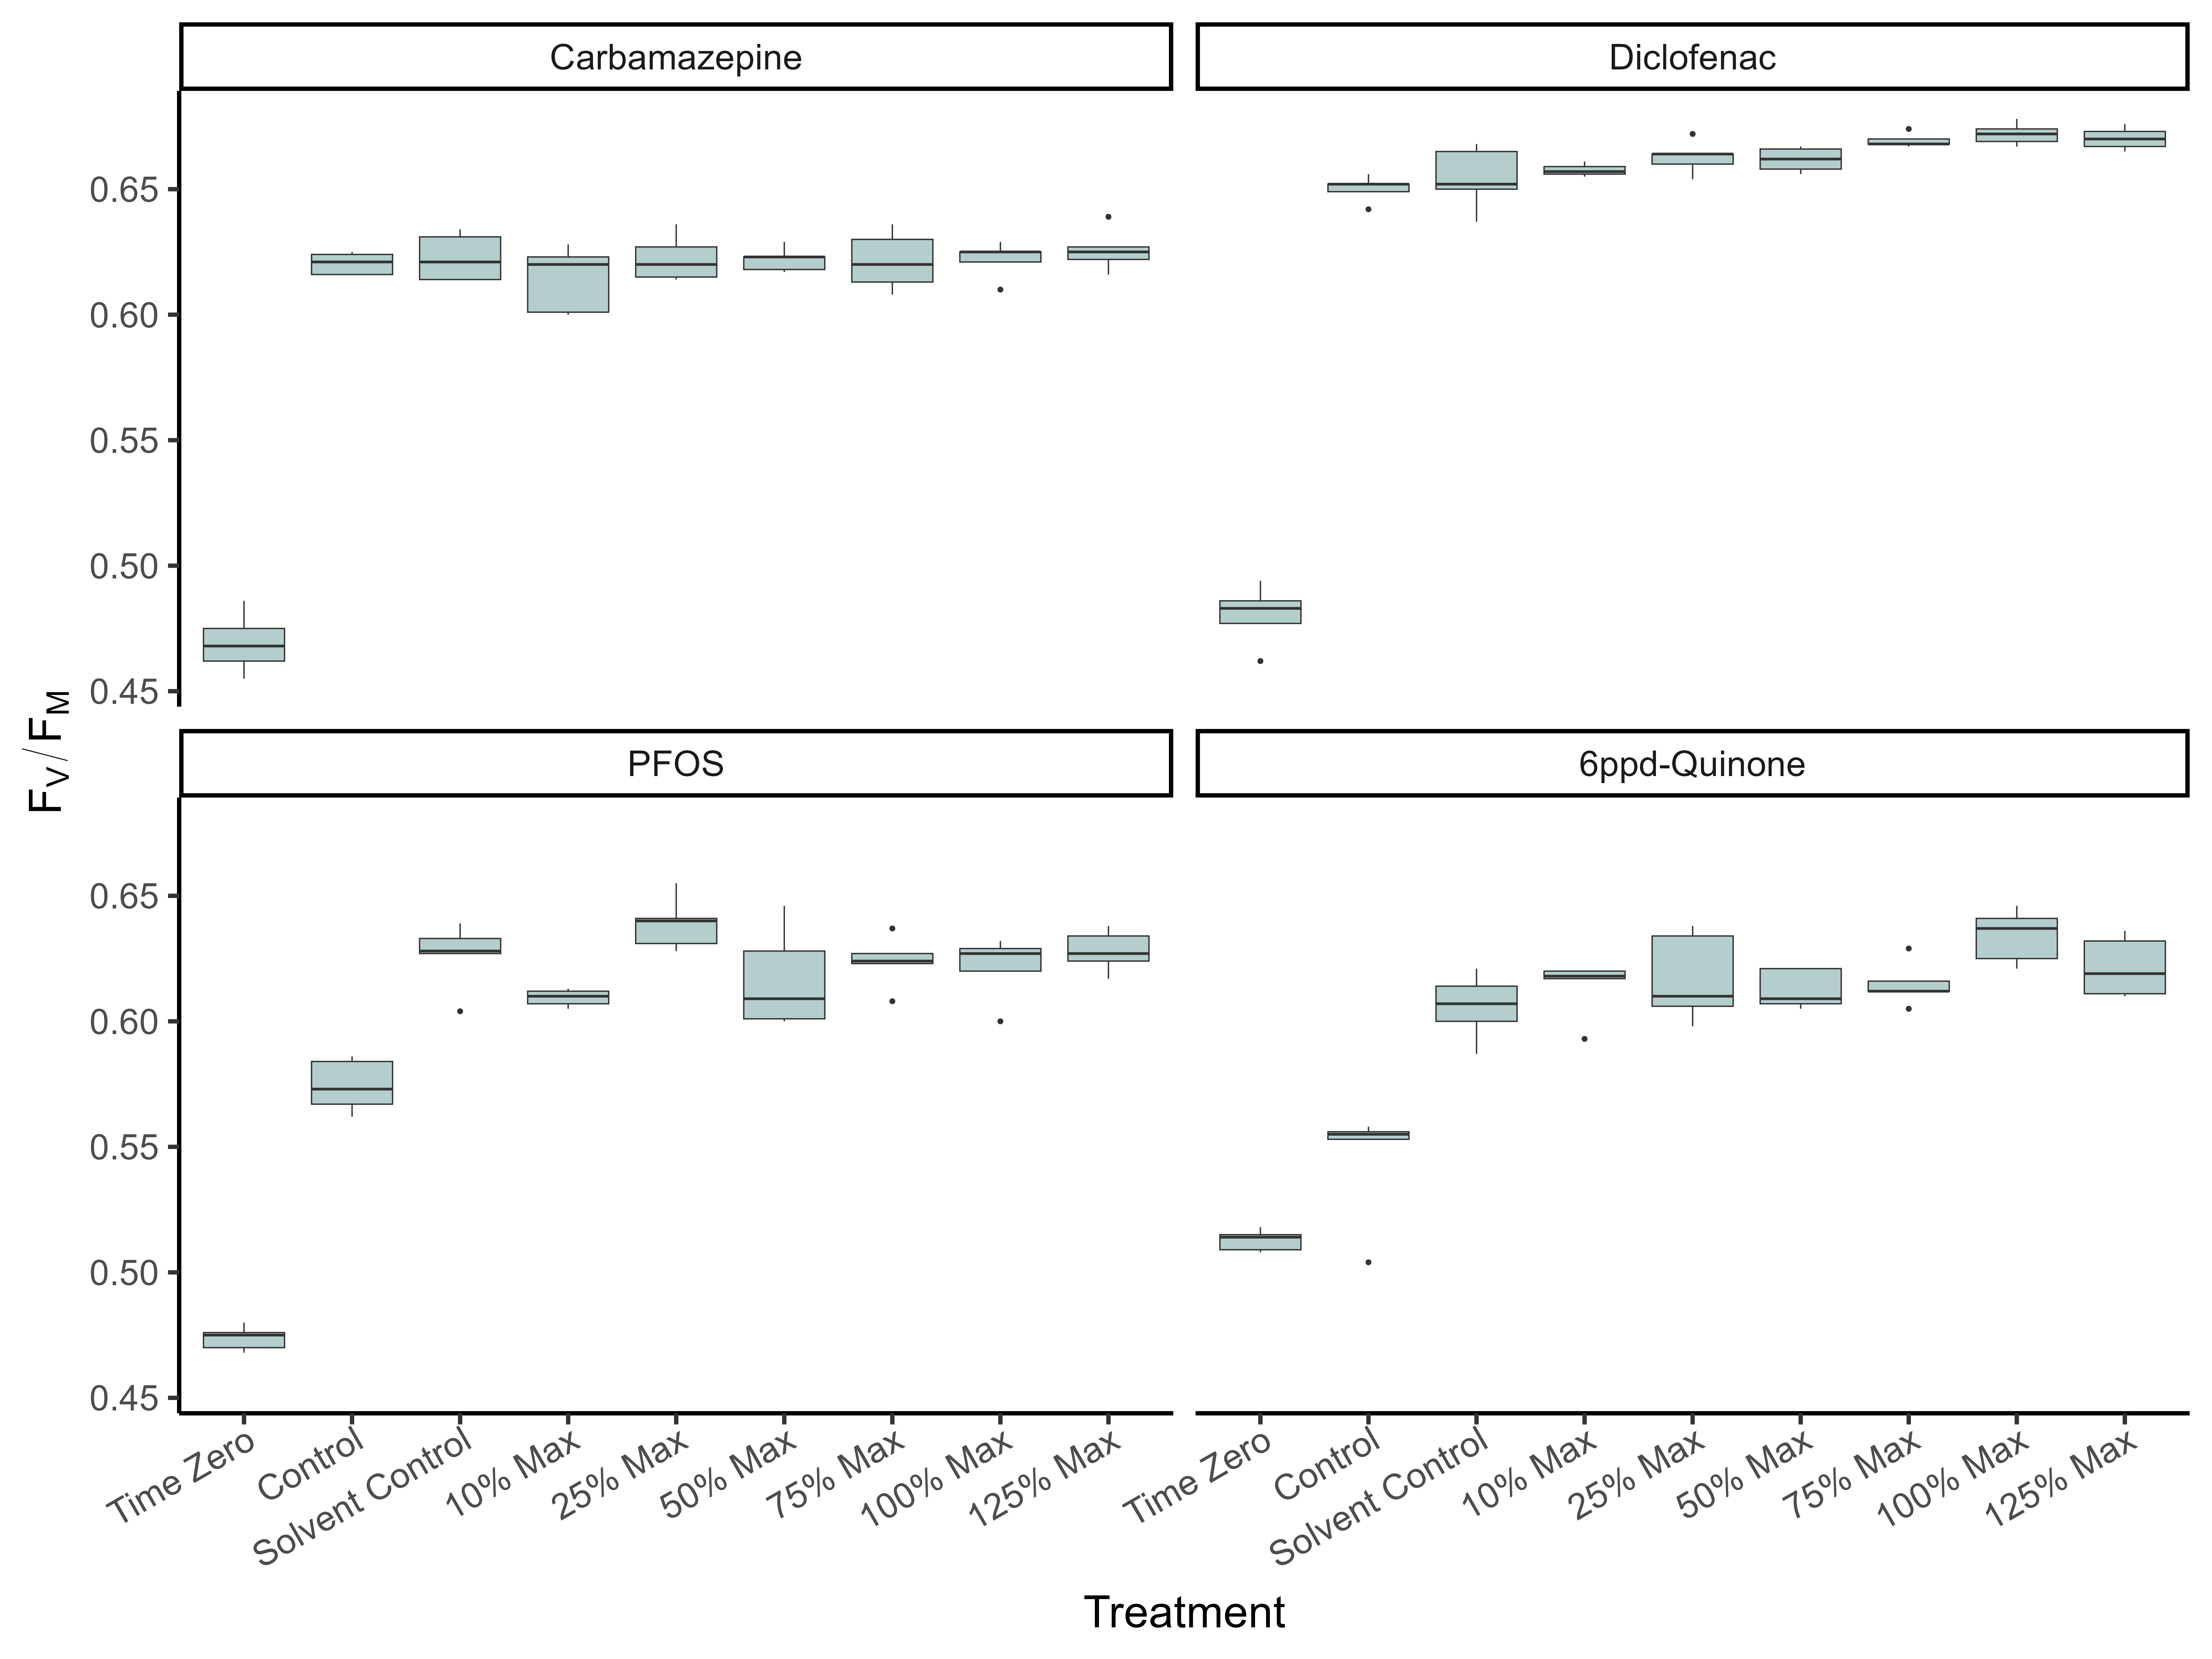 Carbamazepine
Diclofenac
0.65
0.60
0.55
0.50
0.45
PFOS
6ppd-Quinone
0.65
0.60
0.55
0.50
0.45
FV/FM
Time Zero
Control
Solvent Control
10% Max
25% Max
50% Max
75% Max
100% Max
125% Max
Time Zero
Control
Solvent Control
10% Max
25% Max
50% Max
75% Max
100% Max
125% Max
Treatment